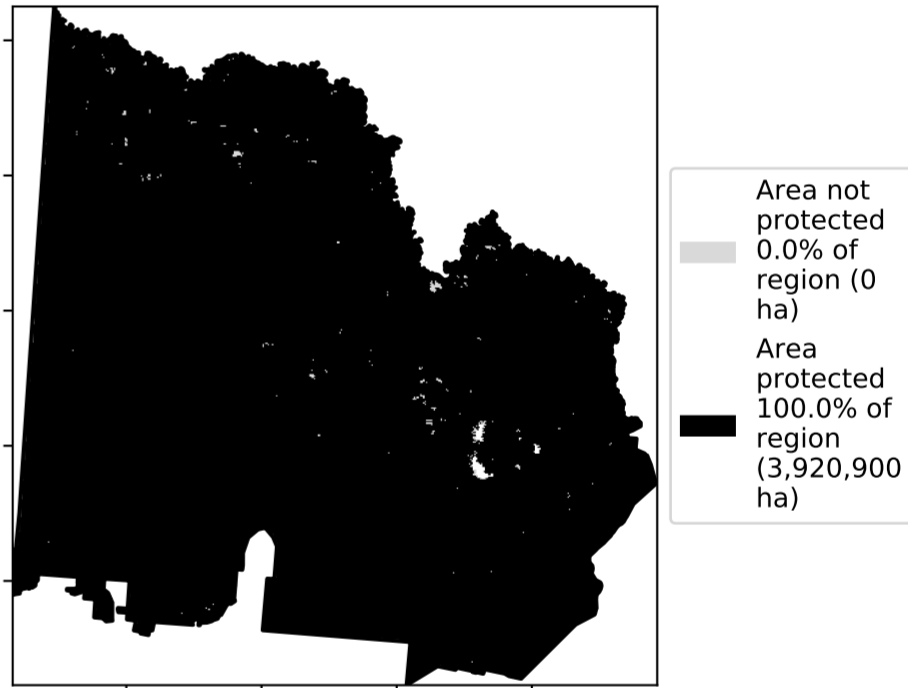 Area not
protected
0.0% of
region (0
ha)
Area
protected
100.0% of
region
(3,920,900
ha)